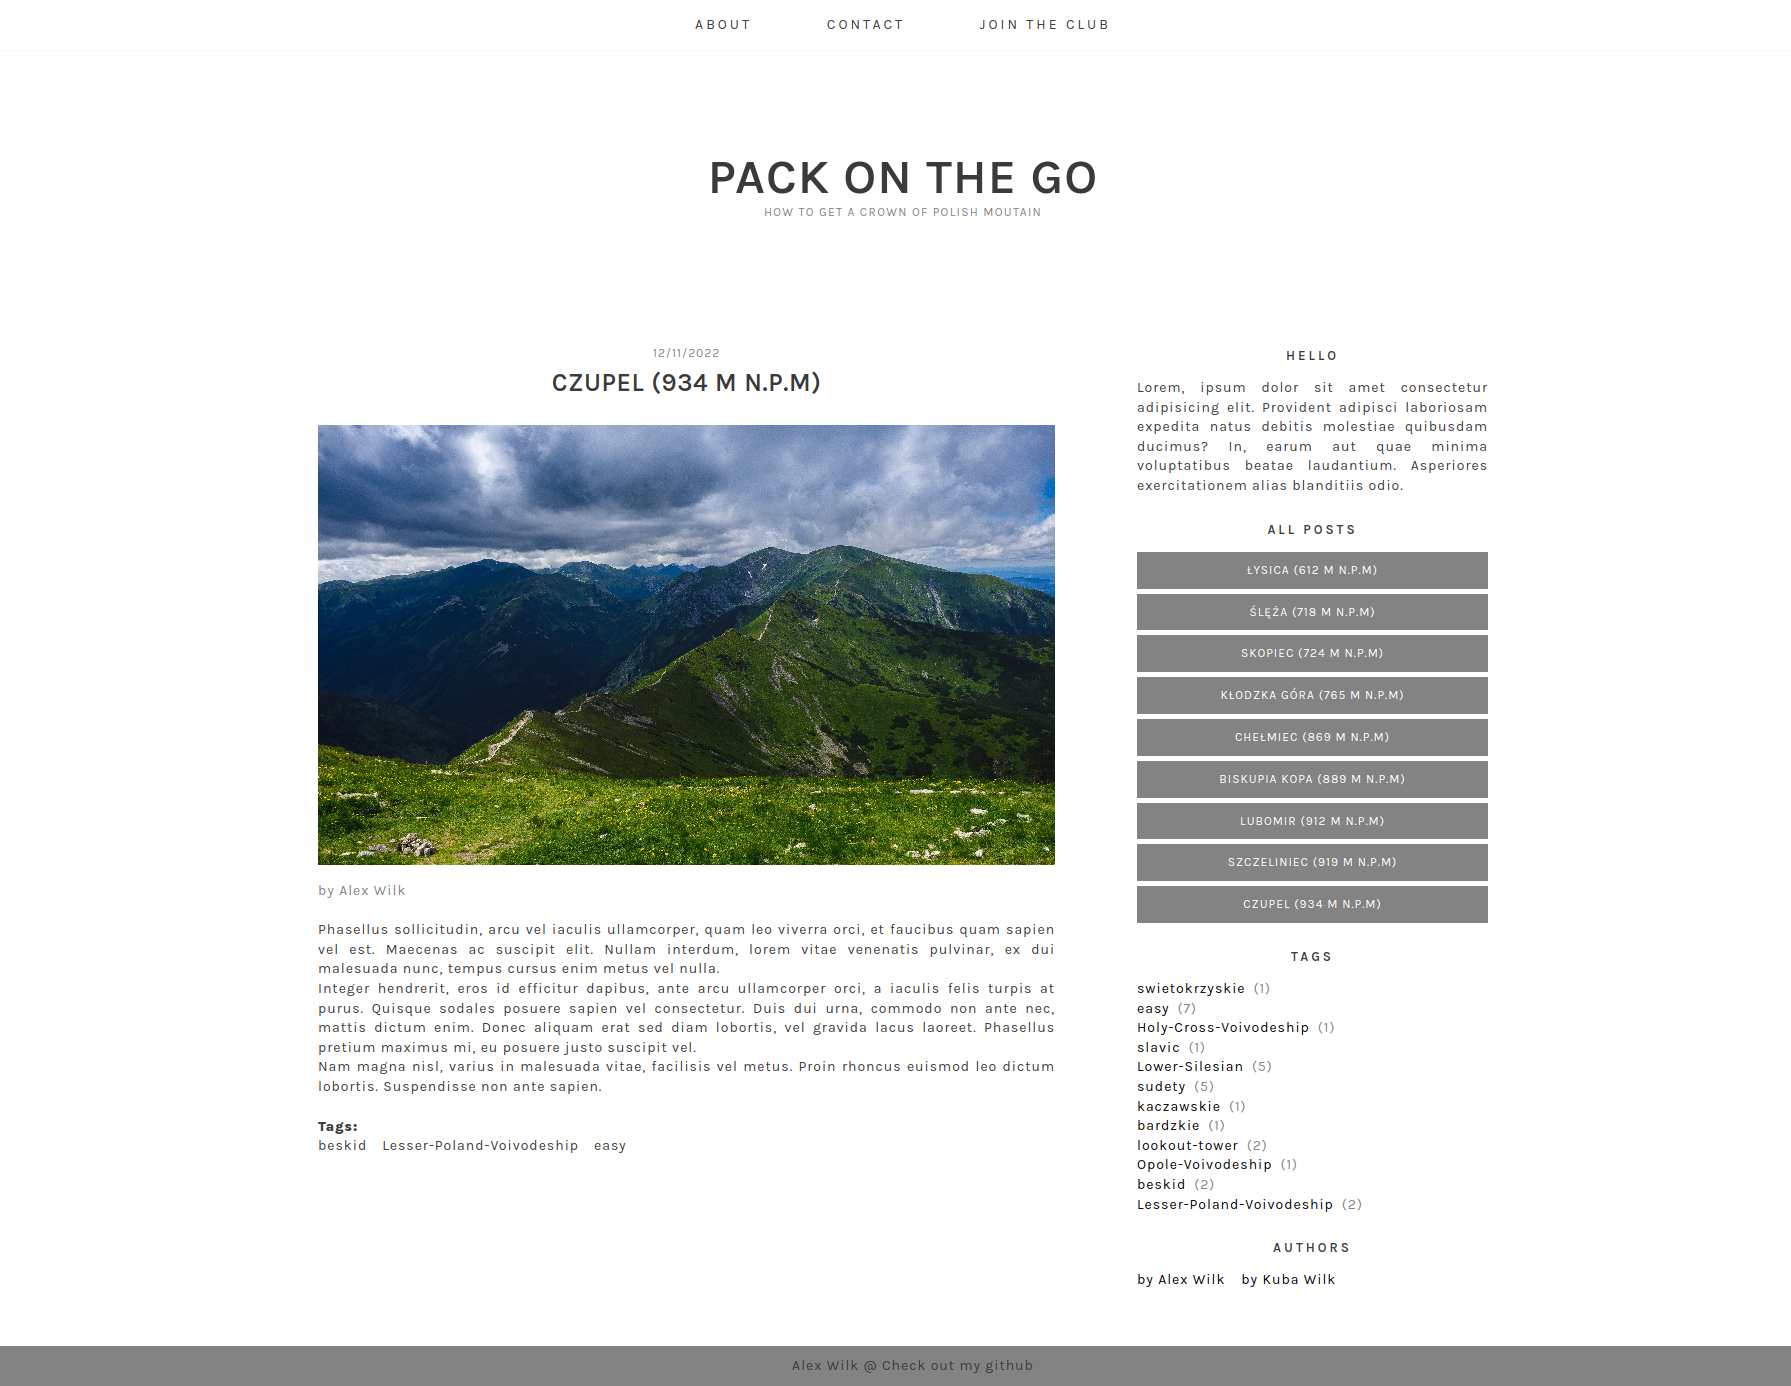 ABOUT CONTACT JOIN THE CLUB
PACK ON THE GO
HOW TO GET A CROWN OF POLISH MOUTAIN
12/11/2022
CZUPEL (934 M N.P.M)
by Alex Wilk
Phasellus sollicitudin, arcu vel iaculis ullamcorper, quam leo viverra orci, et faucibus quam sapien
vel est. Maecenas ac suscipit elit. Nullam interdum, lorem vitae venenatis pulvinar, ex dui
malesuada nunc, tempus cursus enim metus vel nulla.
Integer hendrerit, eros id efficitur dapibus, ante arcu ullamcorper orci, a iaculis felis turpis at
purus. Quisque sodales posuere sapien vel consectetur. Duis dui urna, commodo non ante nec,
mattis dictum enim. Donec aliquam erat sed diam lobortis, vel gravida lacus laoreet. Phasellus
pretium maximus mi, eu posuere justo suscipit vel.
Nam magna nisl, varius in malesuada vitae, facilisis vel metus. Proin rhoncus euismod leo dictum
lobortis. Suspendisse non ante sapien.
Tags:
beskid Lesser-Poland-Voivodeship easy
HELLO
Lorem, ipsum dolor sit amet consectetur
adipisicing elit. Provident adipisci laboriosam
expedita natus debitis molestiae quibusdam
ducimus? In, earum aut quae minima
voluptatibus beatae laudantium. Asperiores
exercitationem alias blanditiis odio.
ALL POSTS
ŁYSICA (612 M N.P.M)
ŚLĘŻA (718 M N.P.M)
SKOPIEC (724 M N.P.M)
KŁODZKA GÓRA (765 M N.P.M)
CHEŁMIEC (869 M N.P.M)
BISKUPIA KOPA (889 M N.P.M)
LUBOMIR (912 M N.P.M)
SZCZELINIEC (919 M N.P.M)
CZUPEL (934 M N.P.M)
TAGS
swietokrzyskie (1)
easy (7)
Holy-Cross-Voivodeship (1)
slavic (1)
Lower-Silesian (5)
sudety (5)
kaczawskie (1)
bardzkie (1)
lookout-tower (2)
Opole-Voivodeship (1)
beskid (2)
Lesser-Poland-Voivodeship (2)
AUTHORS
by Alex Wilk by Kuba Wilk
Alex Wilk @ Check out my github